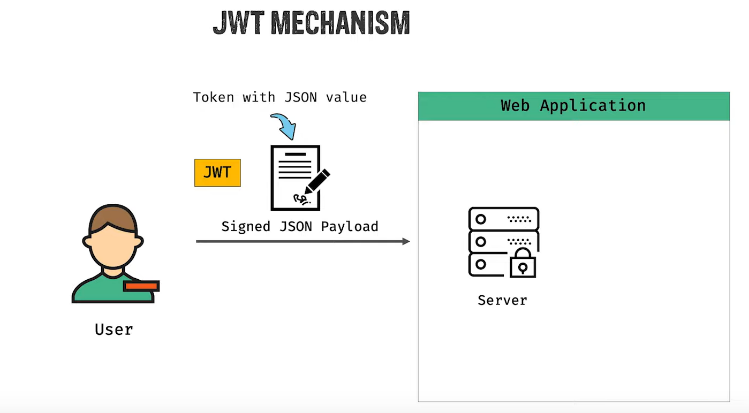 JWT MECHANISM
Token with JSON value
Web Application
JWT
Signed JSON Payload
Server
User